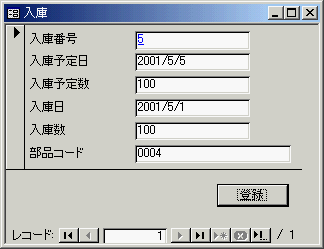 入庫
入庫番号 5
入庫予定日 2001/5/5
入庫予定数 100
入庫日 2001/5/1
入庫数 100
部品コード 0004
登録
レコード: 1 / 1